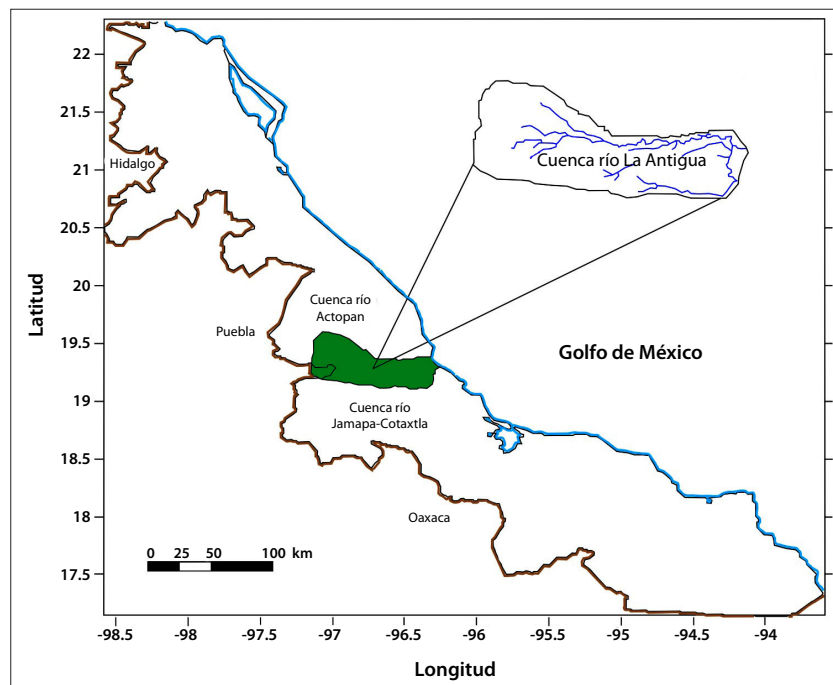 22
21.5
21
20.5
20
19.5
19
18.5
18
17.5
Latitud
Hidalgo
Cuenca río La Antigua
Cuenca río
Actopan
Puebla
Golfo de México
Cuenca río
Jamapa-Cotaxtla
Oaxaca
0 25 50 100 km
-98.5 -98 -97.5 -97 -96.5 -96 -95.5 -95 -94.5 -94
Longitud